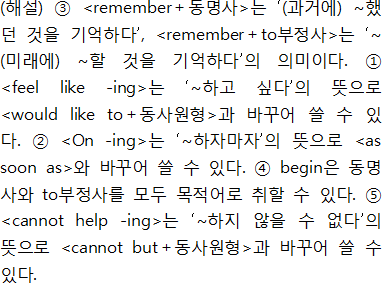 (해설) ③ <remember+동명사>는 ‘(과거에) ~했
던 것을 기억하다’, <remember+to부정사>는 ‘~
(미래에) ~할 것을 기억하다’의 의미이다. ①
<feel like -ing>는 ‘~하고 싶다’의 뜻으로
<would like to+동사원형>과 바꾸어 쓸 수 있
다. ② <On -ing>는 ‘~하자마자’의 뜻으로 <as
soon as>와 바꾸어 쓸 수 있다. ④ begin은 동명
사와 to부정사를 모두 목적어로 취할 수 있다. ⑤
<cannot help -ing>는 ‘~하지 않을 수 없다’의
뜻으로 <cannot but+동사원형>과 바꾸어 쓸 수
있다.